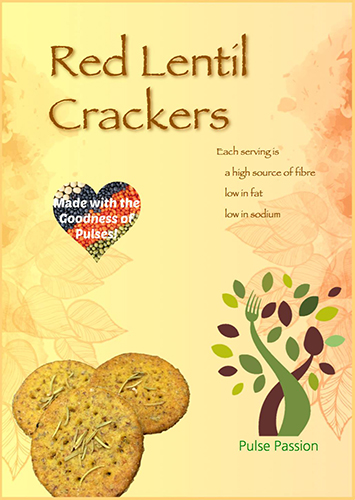 Red Lentil
Crackers
Each serving is
a high source of fibre
low in fat
low in sodium
Made with the
Goodness of
Pulses!
Pulse Passion